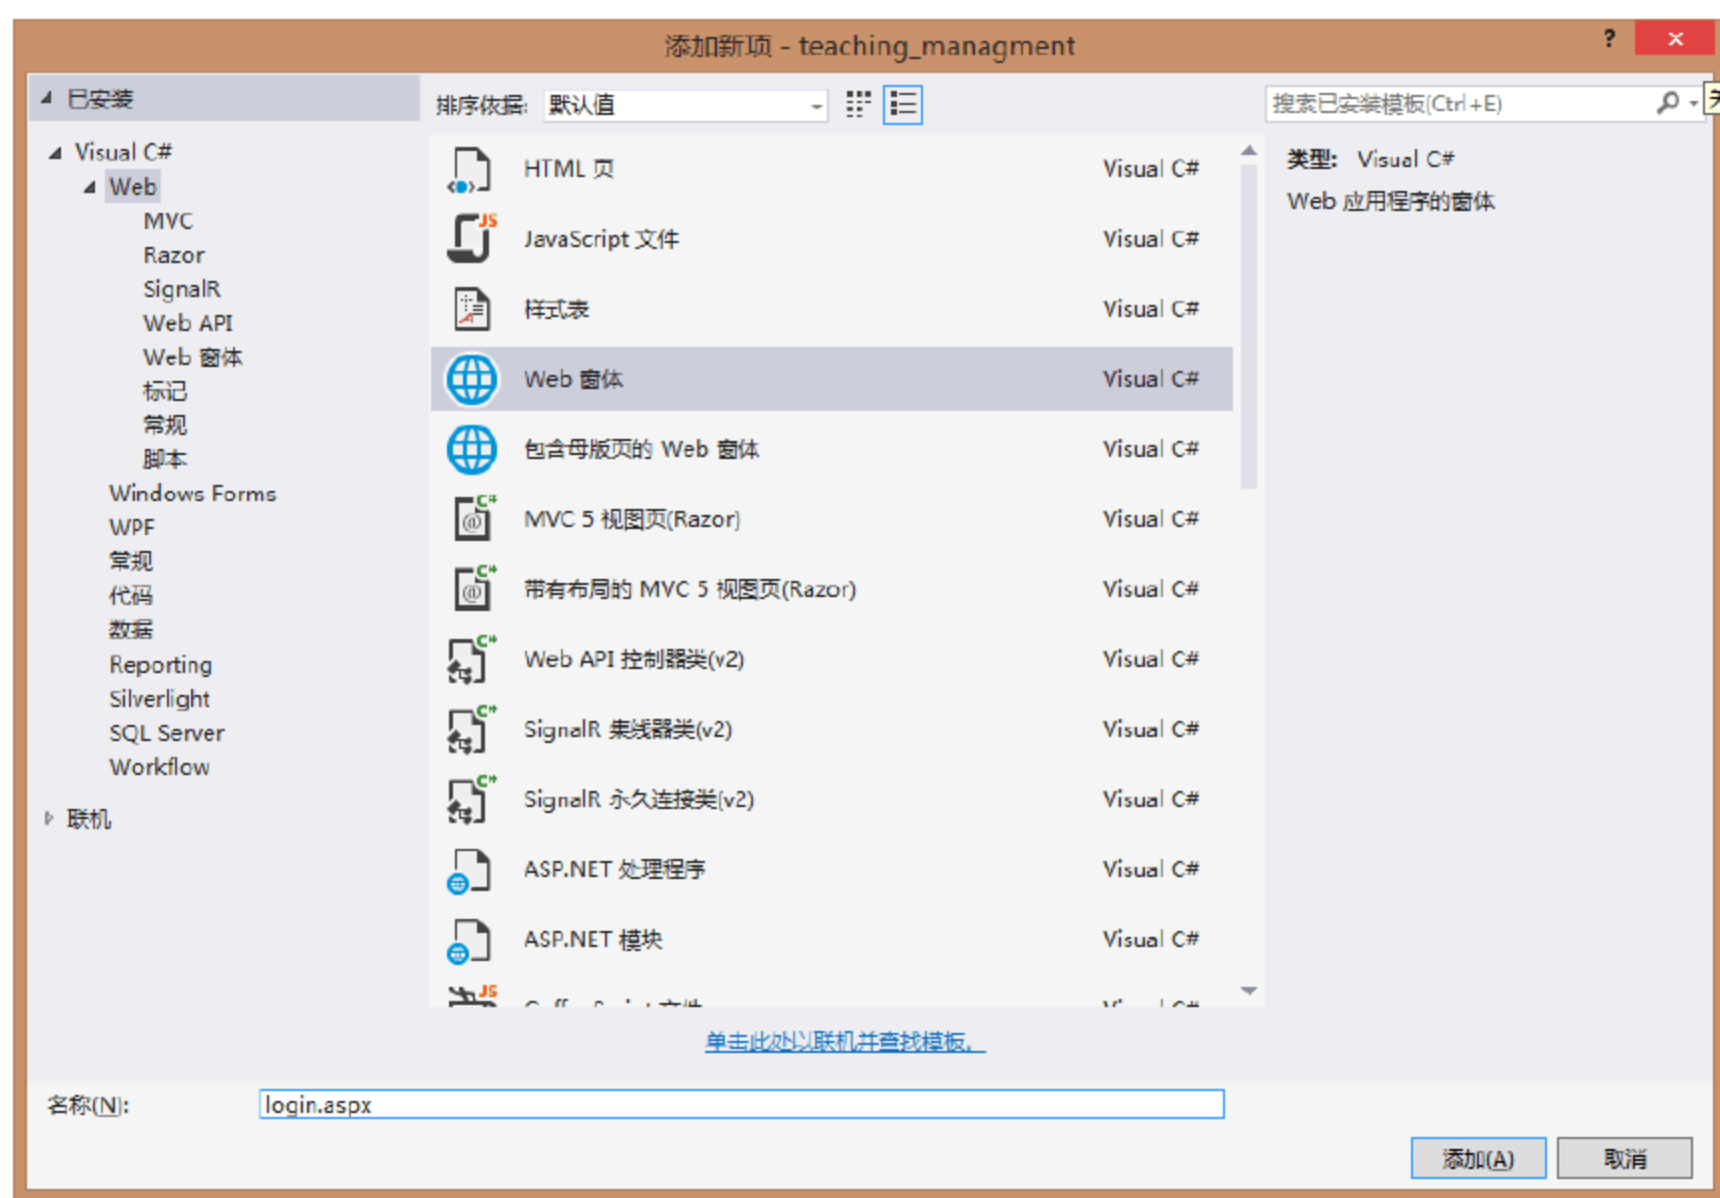 添加新项 - teaching_managment
?
已安装
排序依据: 默认值
搜索已安装模板(Ctrl+E)
Visual C#
Web
MVC
Razor
SignalR
Web API
Web 窗体
标记
常规
脚本
Windows Forms
WPF
常规
代码
数据
Reporting
Silverlight
SQL Server
Workflow
联机
HTML 页 Visual C#
JavaScript 文件 Visual C#
样式表 Visual C#
Web 窗体 Visual C#
包含母版页的 Web 窗体 Visual C#
MVC 5 视图页(Razor) Visual C#
带有布局的 MVC 5 视图页(Razor) Visual C#
Web API 控制器类(v2) Visual C#
SignalR 集线器类(v2) Visual C#
SignalR 永久连接类(v2) Visual C#
ASP.NET 处理程序 Visual C#
ASP.NET 模块 Visual C#
类型: Visual C#
Web 应用程序的窗体
单击此处以联机并查找模板。
名称(N): login.aspx
添加(A) 取消